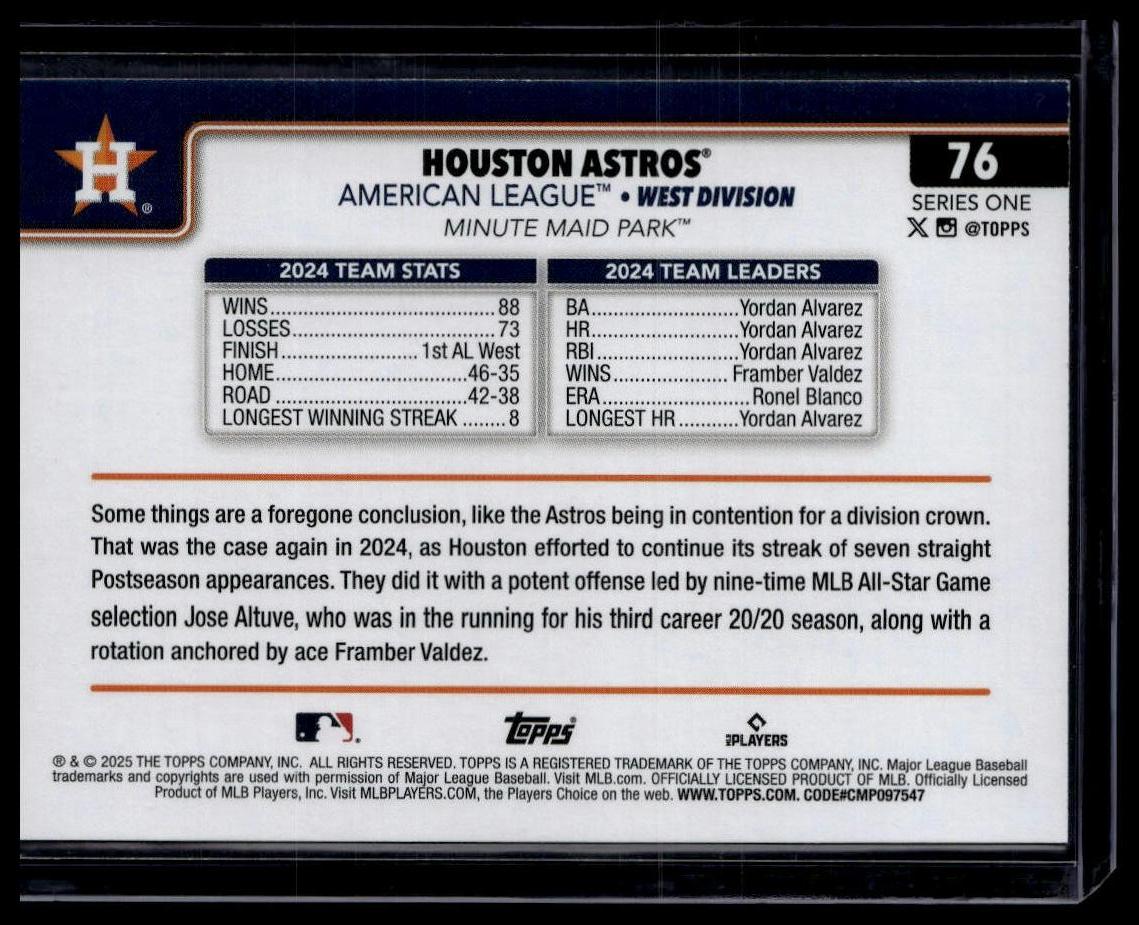 H®
HOUSTON ASTROS®
76
AMERICAN LEAGUE™ • WEST DIVISION
SERIES ONE
MINUTE MAID PARK™
X @TOPPS
2024 TEAM STATS
WINS....................................88
LOSSES................................73
FINISH...................... 1st AL West
HOME..............................46-35
ROAD ..............................42-38
LONGEST WINNING STREAK ........8
2024 TEAM LEADERS
BA........................Yordan Alvarez
HR........................Yordan Alvarez
RBI.......................Yordan Alvarez
WINS................... Framber Valdez
ERA............................Ronel Blanco
LONGEST HR...........Yordan Alvarez
Some things are a foregone conclusion, like the Astros being in contention for a division crown.
That was the case again in 2024, as Houston efforted to continue its streak of seven straight
Postseason appearances. They did it with a potent offense led by nine-time MLB All-Star Game
selection Jose Altuve, who was in the running for his third career 20/20 season, along with a
rotation anchored by ace Framber Valdez.
Topps®
MLB PLAYERS
® & © 2025 THE TOPPS COMPANY, INC. ALL RIGHTS RESERVED. TOPPS IS A REGISTERED TRADEMARK OF THE TOPPS COMPANY, INC. Major League Baseball
trademarks and copyrights are used with permission of Major League Baseball. Visit MLB.com. OFFICIALLY LICENSED PRODUCT OF MLB. Officially Licensed
Product of MLB Players, Inc. Visit MLBPLAYERS.COM, the Players Choice on the web. WWW.TOPPS.COM. CODE#CMP097547